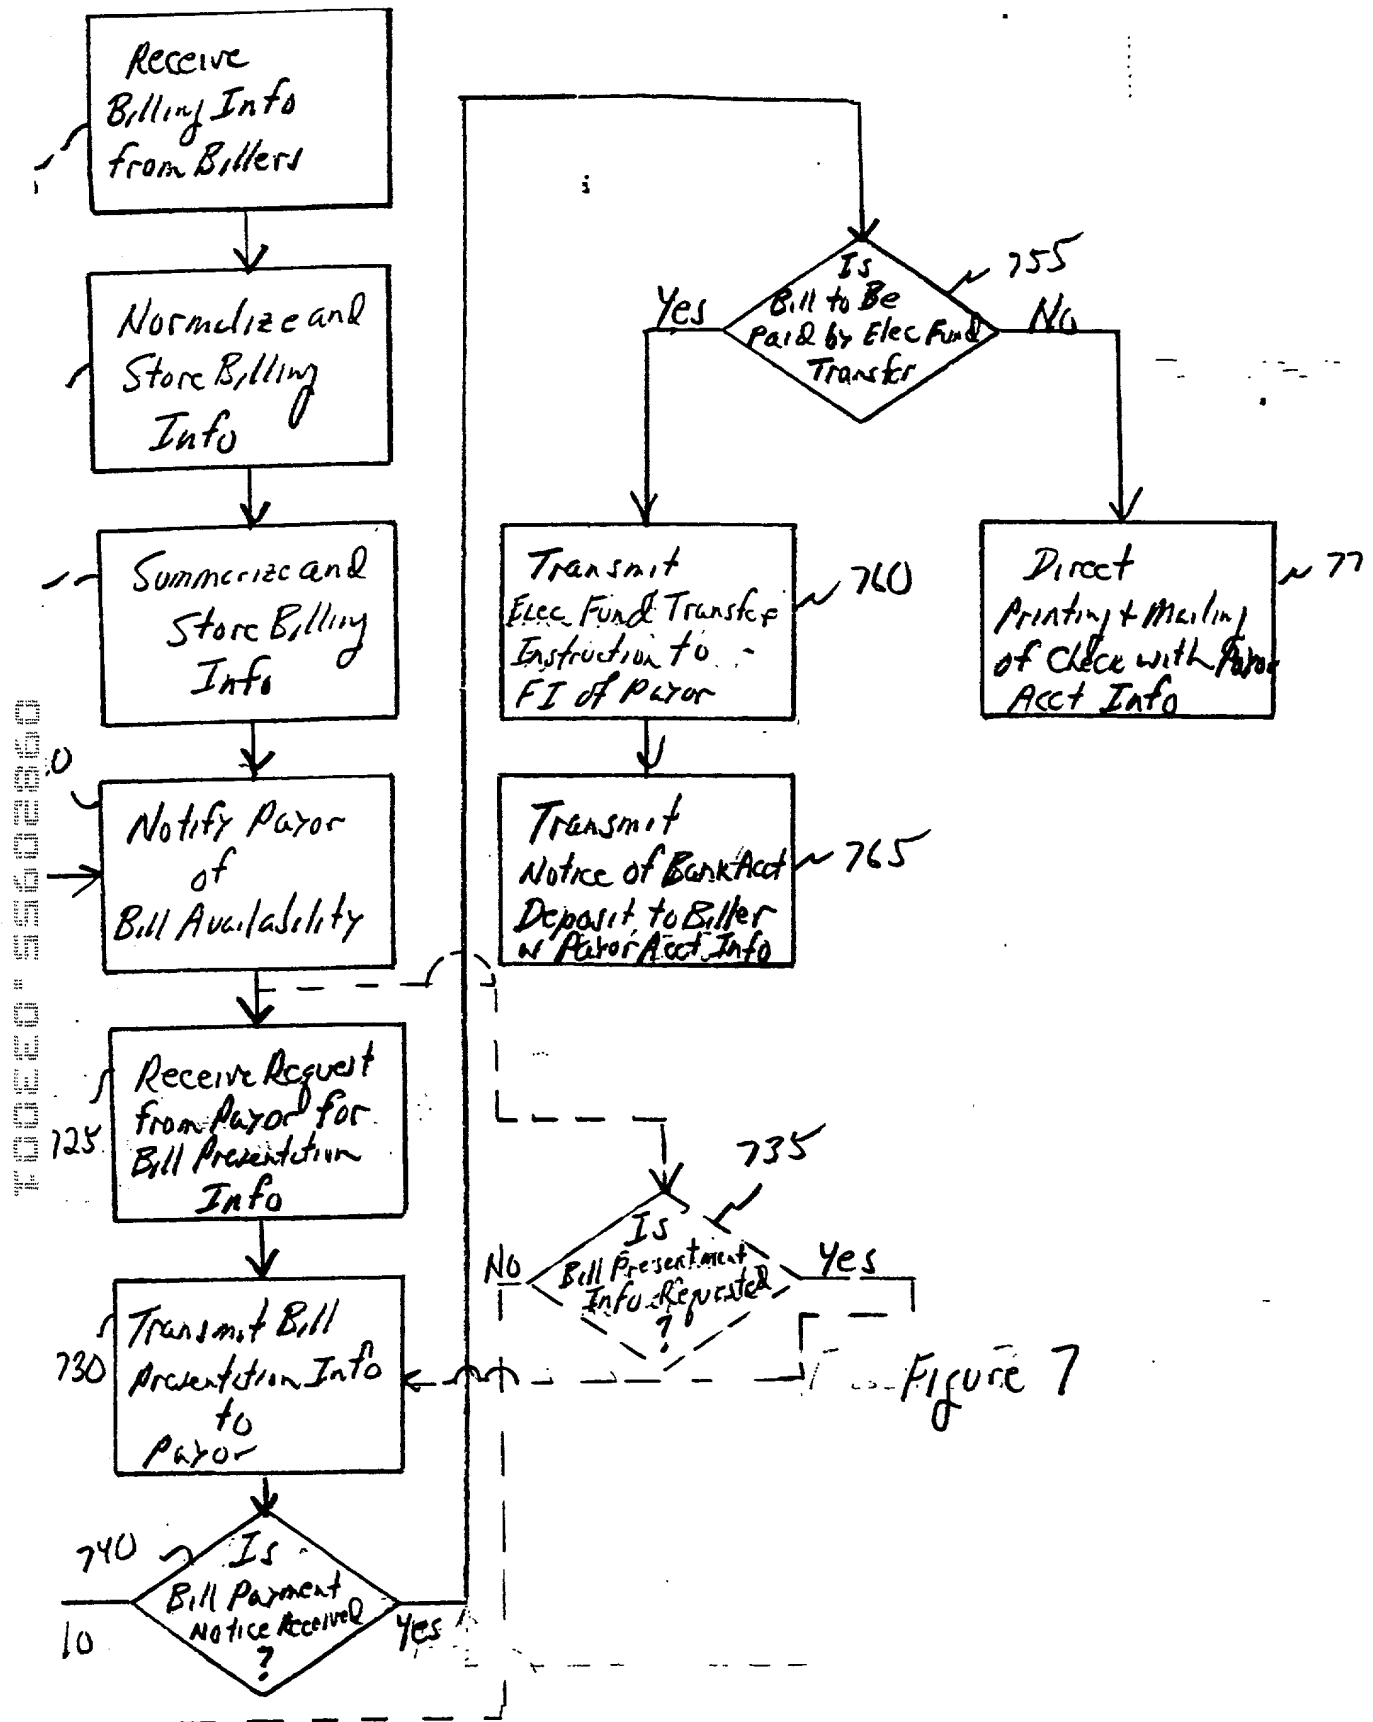 Receive
Billing Info
from Billers
Normalize and
Store Billing
Info
Summarize and
Store Billing
Info
0
Notify Payor
of
Bill Availability
Receive Request
from Payor for
Bill Presentation
Info
725
Transmit Bill
Presentation Info
to
Payor
730
740
Is
Bill Payment
Notice Received
?
Yes
Is
Bill to Be
Paid by Elec Fund
Transfer
755
Yes
No
Transmit
Elec Fund Transfer
Instruction to
FI of Payor
760
Direct
Printing + Mailing
of Check with Payor
Acct Info
77
Transmit
Notice of Bank Acct
Deposit to Biller
w Payor Acct Info
765
735
Is
Bill Presentment
Info Requested
?
No
Yes
Figure 7